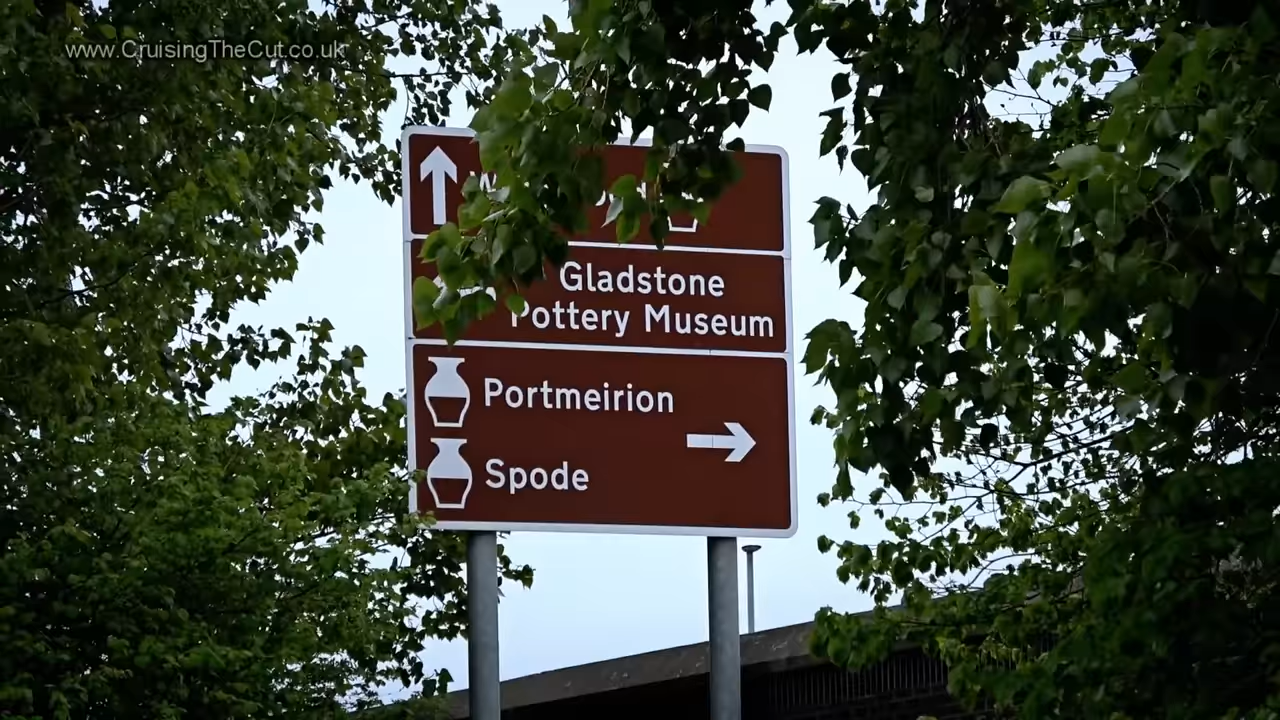 www.CruisingTheCut.co.uk
Gladstone
Pottery Museum
Portmeirion
Spode